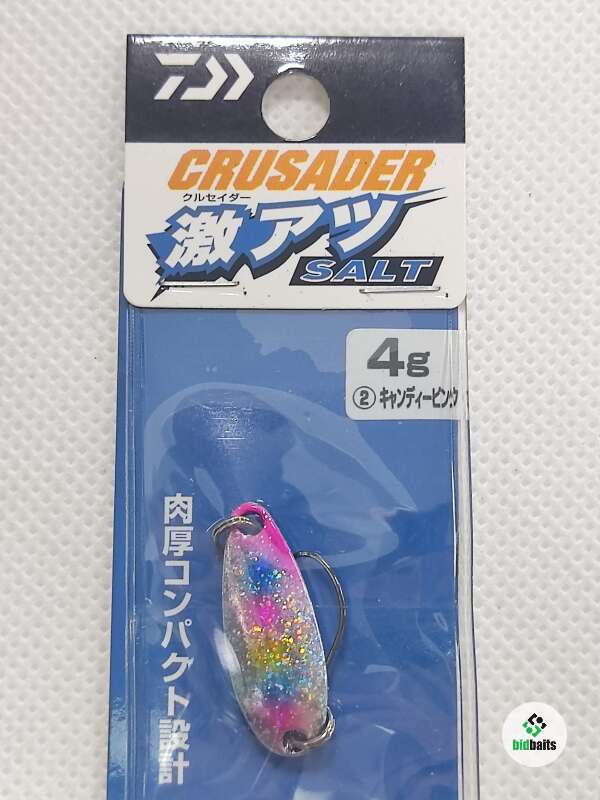 CRUSADER
クルセイダー
激アツ
SALT
4g
② キャンディーピンク
肉厚コンパクト設計
bidbaits